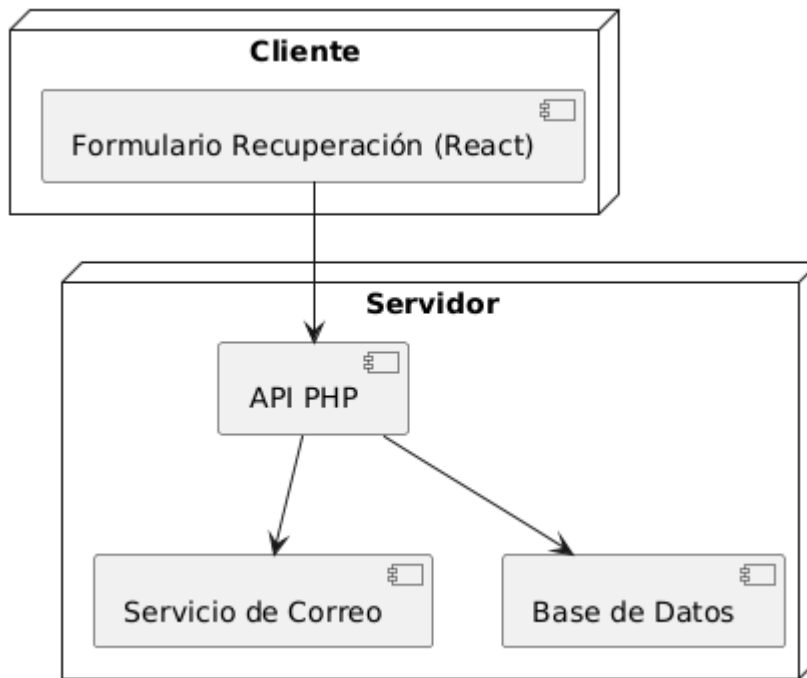 Cliente
Formulario Recuperación (React)
Servidor
API PHP
Servicio de Correo
Base de Datos